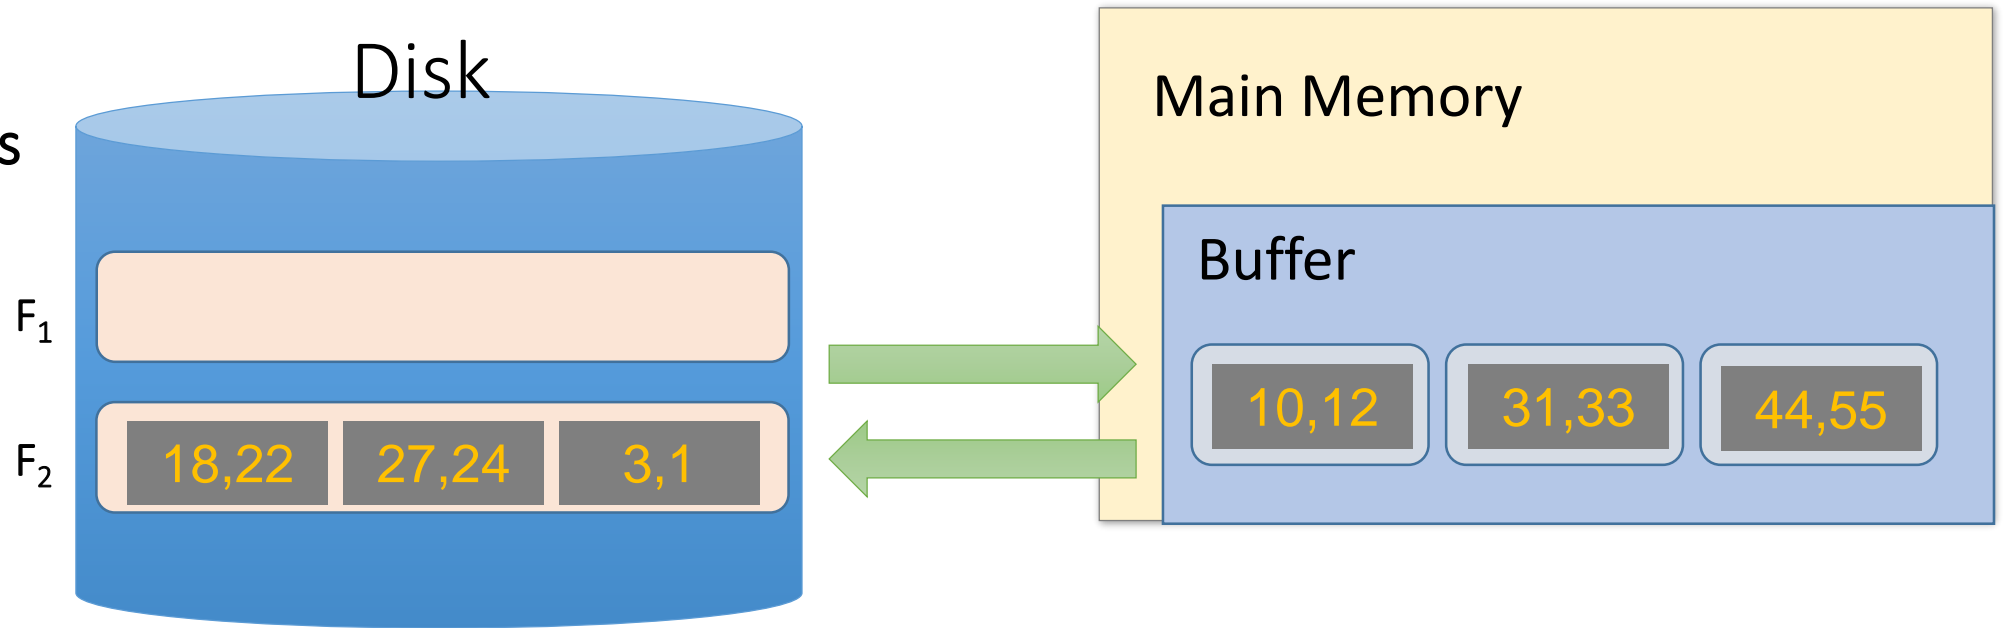 Disk
s
Main Memory
Buffer
F1
10,12 31,33 44,55
F2
18,22 27,24 3,1